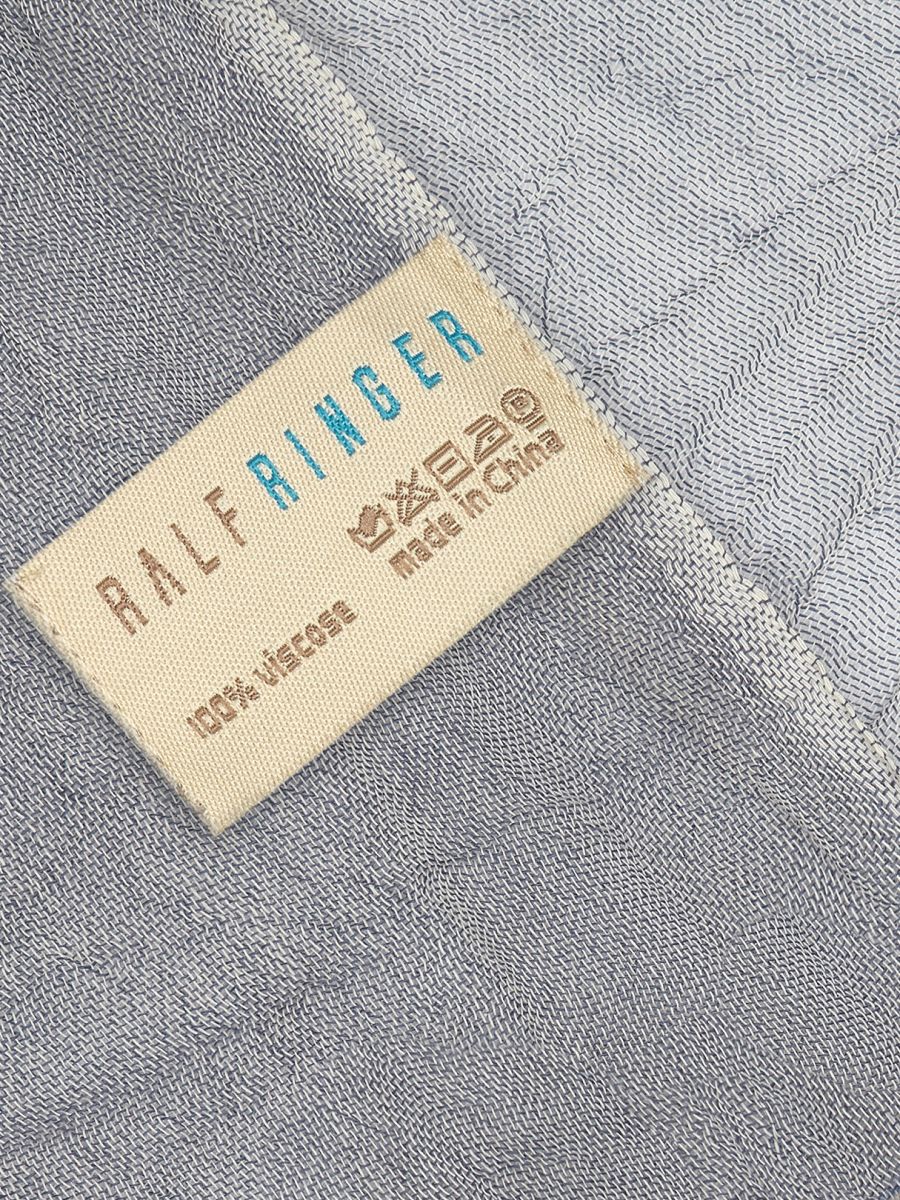 RALF RINGER
made in China
100% viscose